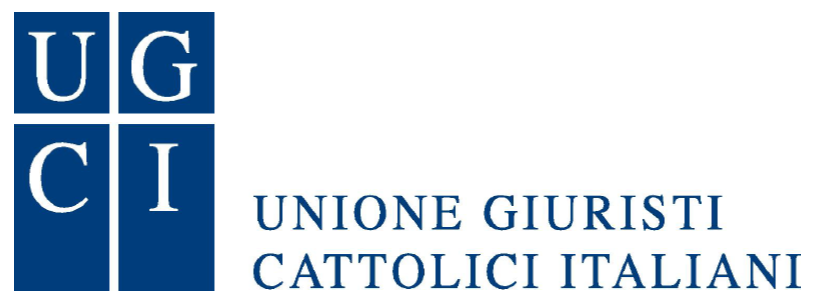 UG
CI
UNIONE GIURISTI
CATTOLICI ITALIANI